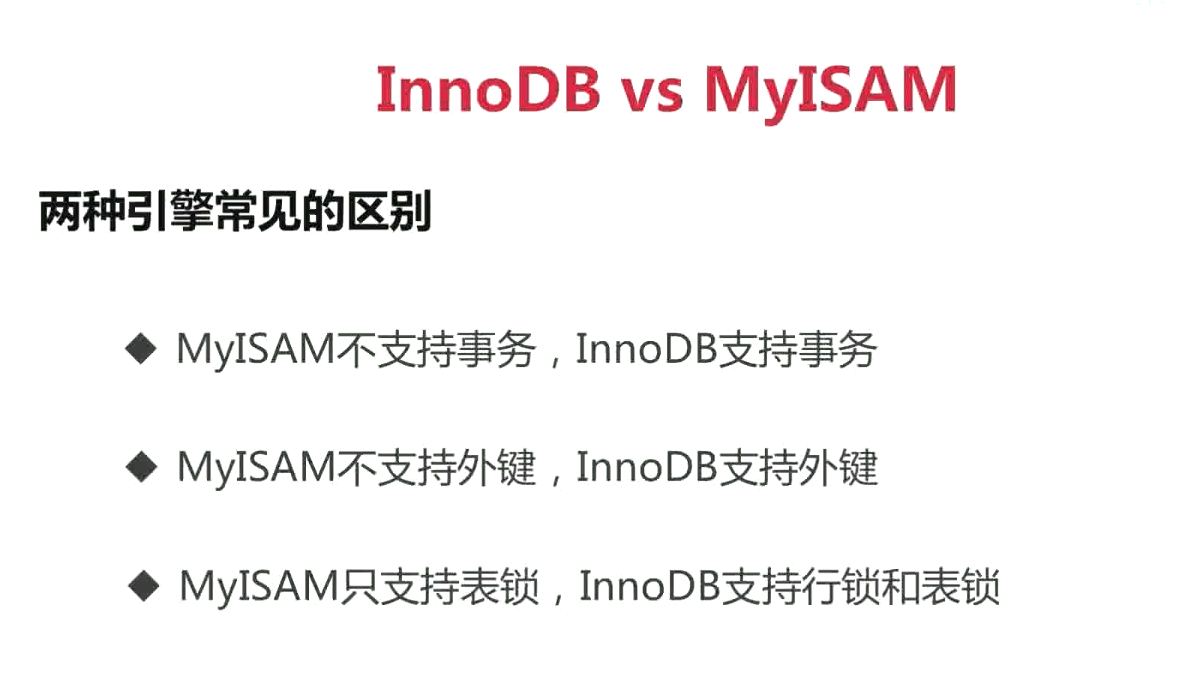 InnoDB vs MyISAM
两种引擎常见的区别
◆ MyISAM不支持事务，InnoDB支持事务
◆ MyISAM不支持外键，InnoDB支持外键
◆ MyISAM只支持表锁，InnoDB支持行锁和表锁